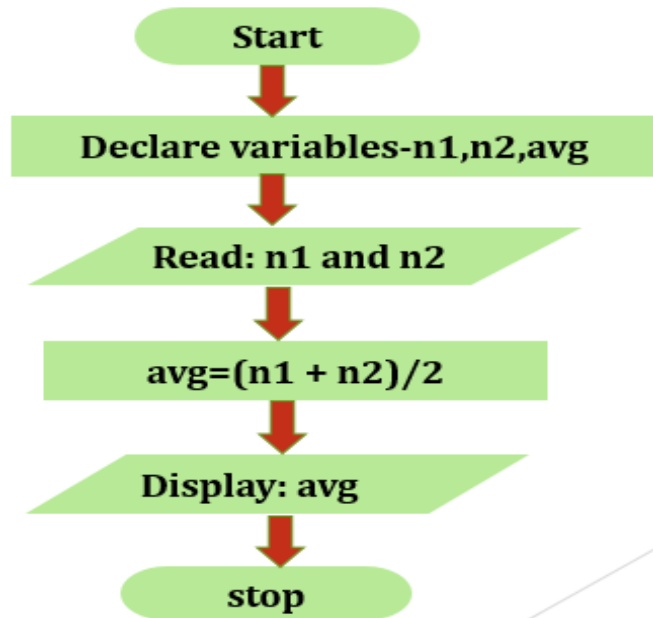 Start
Declare variables-n1,n2,avg
Read: n1 and n2
avg=(n1 + n2)/2
Display: avg
stop